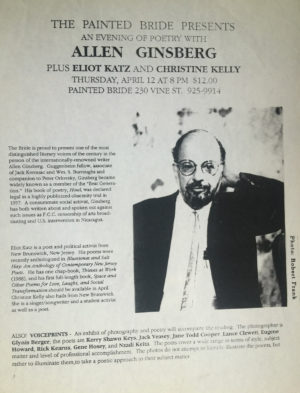 THE PAINTED BRIDE PRESENTS
AN EVENING OF POETRY WITH
ALLEN GINSBERG
PLUS ELIOT KATZ AND CHRISTINE KELLY
THURSDAY, APRIL 12 AT 8 PM $12.00
PAINTED BRIDE 230 VINE ST. 925-9914
The Bride is proud to present one of the most
distinguished literary voices of the century in the
person of the internationally-renowned writer
Allen Ginsberg. Guggenheim fellow, associate
of Jack Kerouac and Wm. S. Burroughs and
companion to Peter Orlovsky, Ginsberg became
widely known as a member of the "Beat Genera-
tion." His book of poetry, Howl, was declared
legal in a highly publicized obscenity trial in
1957. A consummate social activist, Ginsberg
has both written about and spoken out against
such issues as F.C.C. censorship of arts broad-
casting and U.S. intervention in Nicaragua.
Eliot Katz is a poet and political activist from
New Brunswick, New Jersey. His poems were
recently anthologized in Bluestones and Salt
Hay: An Anthology of Contemporary New Jersey
Poets. He has one chap-book, Thieves at Work
and his first full-length book, Space and
Other Poems for Love, Laughs, and Social
Transformation should be available in April.
Christine Kelly also hails from New Brunswick.
She is a singer/songwriter and a student activist
as well as a poet.
Photo: Robert Frank
ALSO! VOICEPRINTS - An exhibit of photography and poetry will accompany the reading. The photographer is
Glynis Berger, the poets are Kerry Shawn Keys, Jack Veasey, Jane Todd Cooper, Lance Clewett, Eugene
Howard, Rick Kearns, Gene Hosey, and Nzadi Keita. The poets cover a wide range in terms of style, subject
matter and level of professional accomplishment. The photos do not attempt to literally illustrate the poems, but
rather to illuminate them, to take a poetic approach to their subject matter.